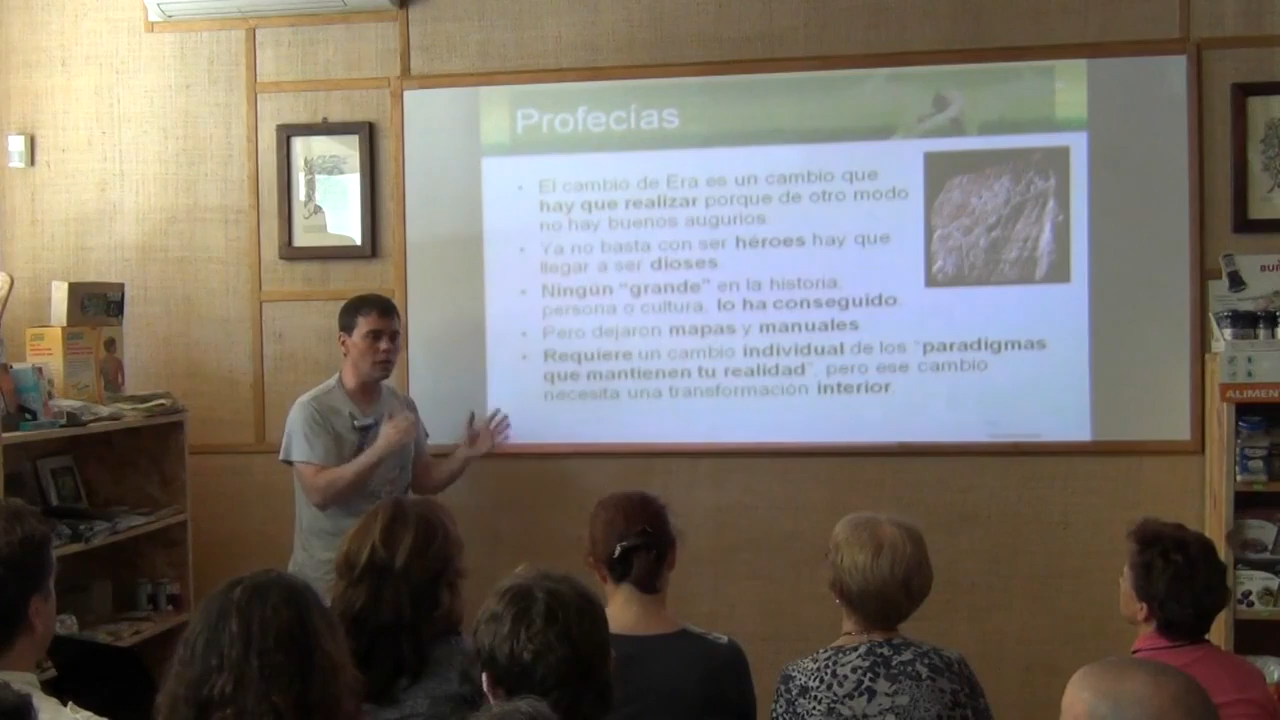 Profecías
• El cambio de Era es un cambio que
hay que realizar porque de otro modo
no hay buenos augurios
• Ya no basta con ser héroes hay que
llegar a ser dioses
• Ningún “grande” en la historia,
persona o cultura, lo ha conseguido.
• Pero dejaron mapas y manuales
• Requiere un cambio individual de los “paradigmas
que mantienen tu realidad”, pero ese cambio
necesita una transformación interior.
ALIMEN